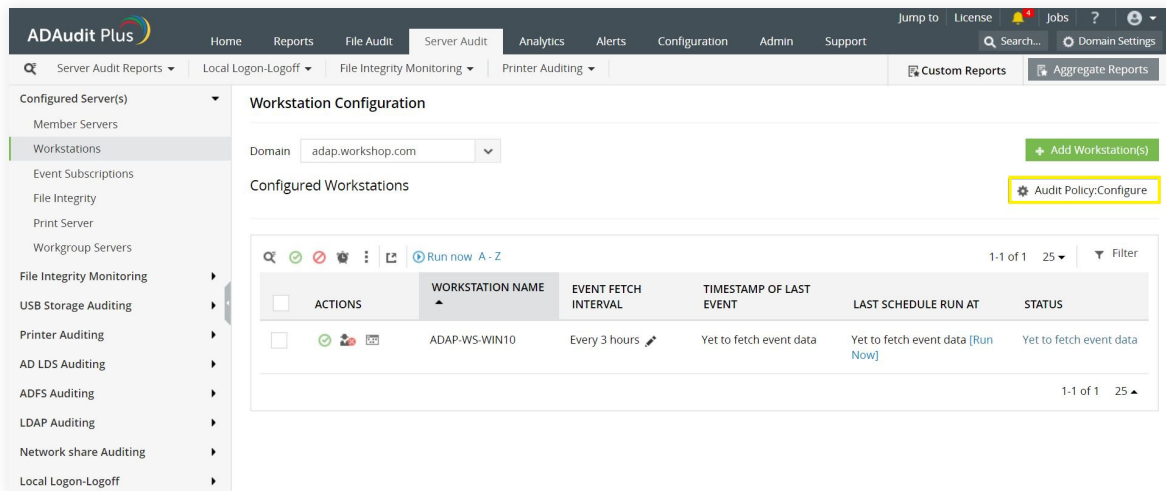 Jump to License 4 Jobs ?
ADAudit Plus
Home Reports File Audit Server Audit Analytics Alerts Configuration Admin Support
Search... Domain Settings
Server Audit Reports Local Logon-Logoff File Integrity Monitoring Printer Auditing
Custom Reports Aggregate Reports
Configured Server(s)
Member Servers
Workstations
Event Subscriptions
File Integrity
Print Server
Workgroup Servers
File Integrity Monitoring
USB Storage Auditing
Printer Auditing
AD LDS Auditing
ADFS Auditing
LDAP Auditing
Network share Auditing
Local Logon-Logoff
Workstation Configuration
Domain adap.workshop.com
+ Add Workstation(s)
Configured Workstations
Audit Policy:Configure
Run now A - Z
1-1 of 1 25 Filter
ACTIONS WORKSTATION NAME EVENT FETCH INTERVAL TIMESTAMP OF LAST EVENT LAST SCHEDULE RUN AT STATUS
ADAP-WS-WIN10 Every 3 hours Yet to fetch event data Yet to fetch event data [Run Now] Yet to fetch event data
1-1 of 1 25